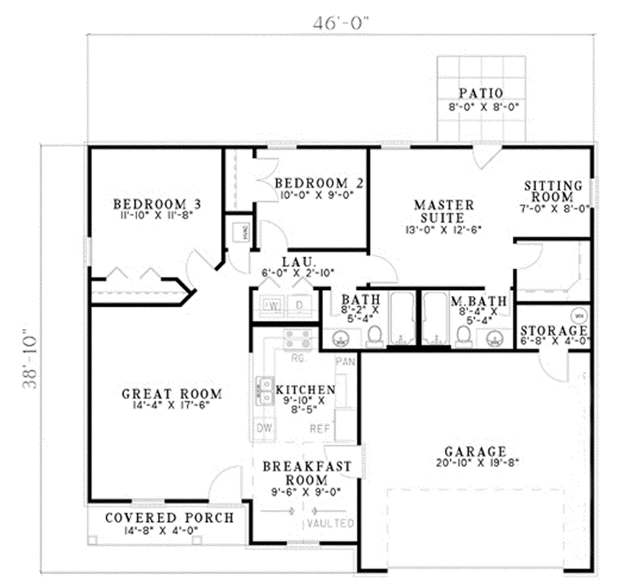 46'-0"
PATIO
8'-0" X 8'-0"
BEDROOM 3
11'-10" X 11'-8"
BEDROOM 2
10'-0" X 9'-0"
MASTER
SUITE
13'-0" X 12'-6"
SITTING
ROOM
7'-0" X 8'-0"
HVAC
LAU.
6'-0" X 2'-10"
W
D
BATH
8'-2" X
5'-4"
M.BATH
8'-4" X
5'-4"
WH
STORAGE
6'-8" X 4'-0"
38'-10"
GREAT ROOM
14'-4" X 17'-6"
RG.
PAN
KITCHEN
9'-10" X
8'-5"
DW
REF
BREAKFAST
ROOM
9'-6" X 9'-0"
VAULTED
GARAGE
20'-10" X 19'-8"
COVERED PORCH
14'-8" X 4'-0"